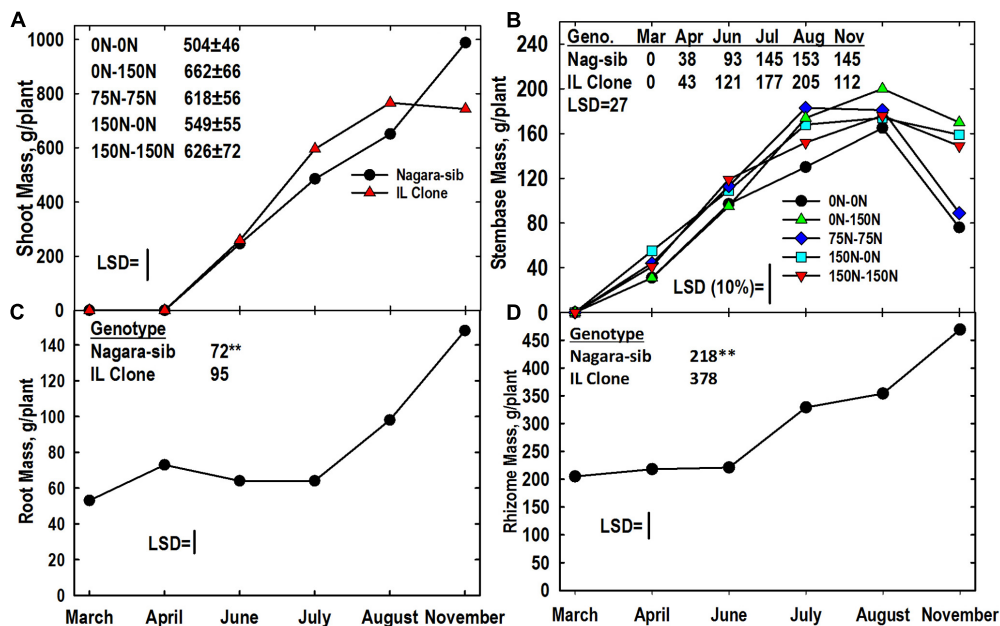 A
Shoot Mass, g/plant
1000
800
600
400
200
0
0N-0N 504±46
0N-150N 662±66
75N-75N 618±56
150N-0N 549±55
150N-150N 626±72
Nagara-sib
IL Clone
LSD=
B
Stembase Mass, g/plant
240
200
160
120
80
40
0
Geno. Mar Apr Jun Jul Aug Nov
Nag-sib 0 38 93 145 153 145
IL Clone 0 43 121 177 205 112
LSD=27
0N-0N
0N-150N
75N-75N
150N-0N
150N-150N
LSD (10%)=
C
Root Mass, g/plant
140
120
100
80
60
40
20
0
Genotype
Nagara-sib 72**
IL Clone 95
LSD=
March April June July August November
D
Rhizome Mass, g/plant
450
400
350
300
250
200
150
100
50
0
Genotype
Nagara-sib 218**
IL Clone 378
LSD=
March April June July August November